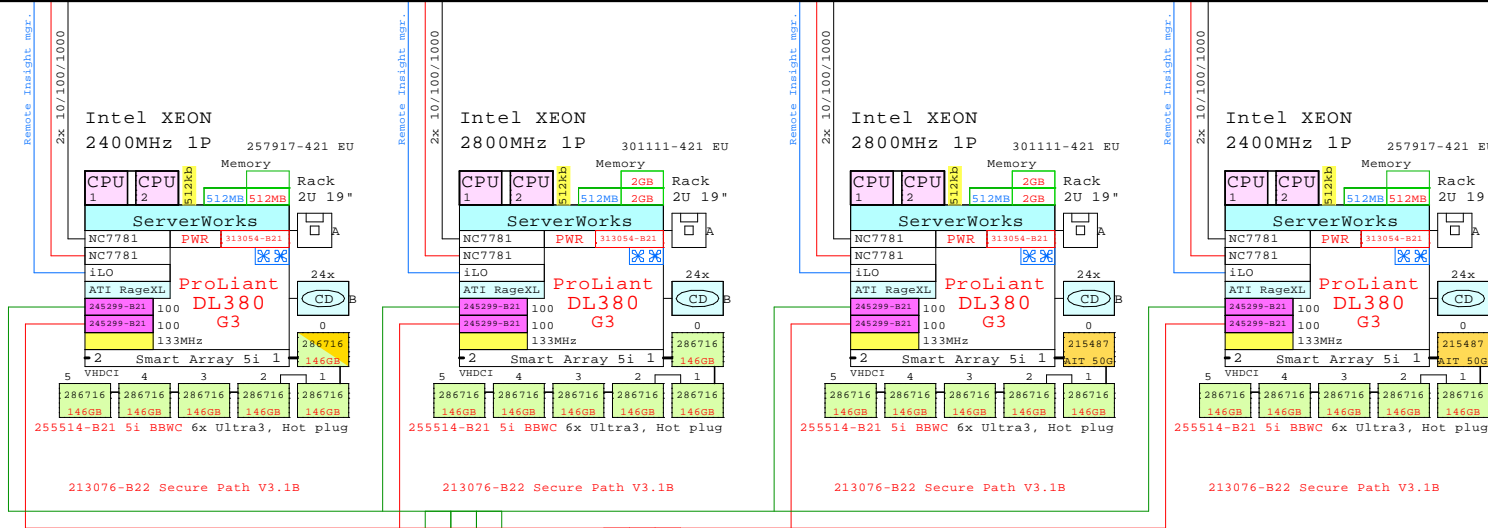 Remote Insight mgr.
2x 10/100/1000
Intel XEON
2400MHz 1P 257917-421 EU
Memory
CPU 1 CPU 2 512kb 512MB 512MB
Rack
2U 19"
ServerWorks
NC7781 PWR 313054-B21 A
NC7781
iLO
ATI RageXL
ProLiant
DL380
G3
24x
CD B
245299-B21 100
245299-B21 100
133MHz
0
286716
146GB
2 Smart Array 5i 1
VHDCI
5 4 3 2 1
286716 286716 286716 286716 286716
146GB 146GB 146GB 146GB 146GB
255514-B21 5i BBWC 6x Ultra3, Hot plug
213076-B22 Secure Path V3.1B
Remote Insight mgr.
2x 10/100/1000
Intel XEON
2800MHz 1P 301111-421 EU
Memory
CPU 1 CPU 2 512kb 2GB
512MB 2GB
Rack
2U 19"
ServerWorks
NC7781 PWR 313054-B21 A
NC7781
iLO
ATI RageXL
ProLiant
DL380
G3
24x
CD B
245299-B21 100
245299-B21 100
133MHz
0
286716
146GB
2 Smart Array 5i 1
VHDCI
5 4 3 2 1
286716 286716 286716 286716 286716
146GB 146GB 146GB 146GB 146GB
255514-B21 5i BBWC 6x Ultra3, Hot plug
Remote Insight mgr.
2x 10/100/1000
Intel XEON
2800MHz 1P 301111-421 EU
Memory
CPU 1 CPU 2 512kb 2GB
512MB 2GB
Rack
2U 19"
ServerWorks
NC7781 PWR 313054-B21 A
NC7781
iLO
ATI RageXL
ProLiant
DL380
G3
24x
CD B
245299-B21 100
245299-B21 100
133MHz
0
215487
AIT 50G
2 Smart Array 5i 1
VHDCI
5 4 3 2 1
286716 286716 286716 286716 286716
146GB 146GB 146GB 146GB 146GB
255514-B21 5i BBWC 6x Ultra3, Hot plug
213076-B22 Secure Path V3.1B
Remote Insight mgr.
2x 10/100/1000
Intel XEON
2400MHz 1P 257917-421 EU
Memory
CPU 1 CPU 2 512kb 512MB 512MB
Rack
2U 19
ServerWorks
NC7781 PWR 313054-B21 A
NC7781
iLO
ATI RageXL
ProLiant
DL380
G3
24x
CD
245299-B21 100
245299-B21 100
133MHz
0
215487
AIT 50G
2 Smart Array 5i 1
VHDCI
5 4 3 2 1
286716 286716 286716 286716 286716
146GB 146GB 146GB 146GB 146GB
255514-B21 5i BBWC 6x Ultra3, Hot plug
213076-B22 Secure Path V3.1B